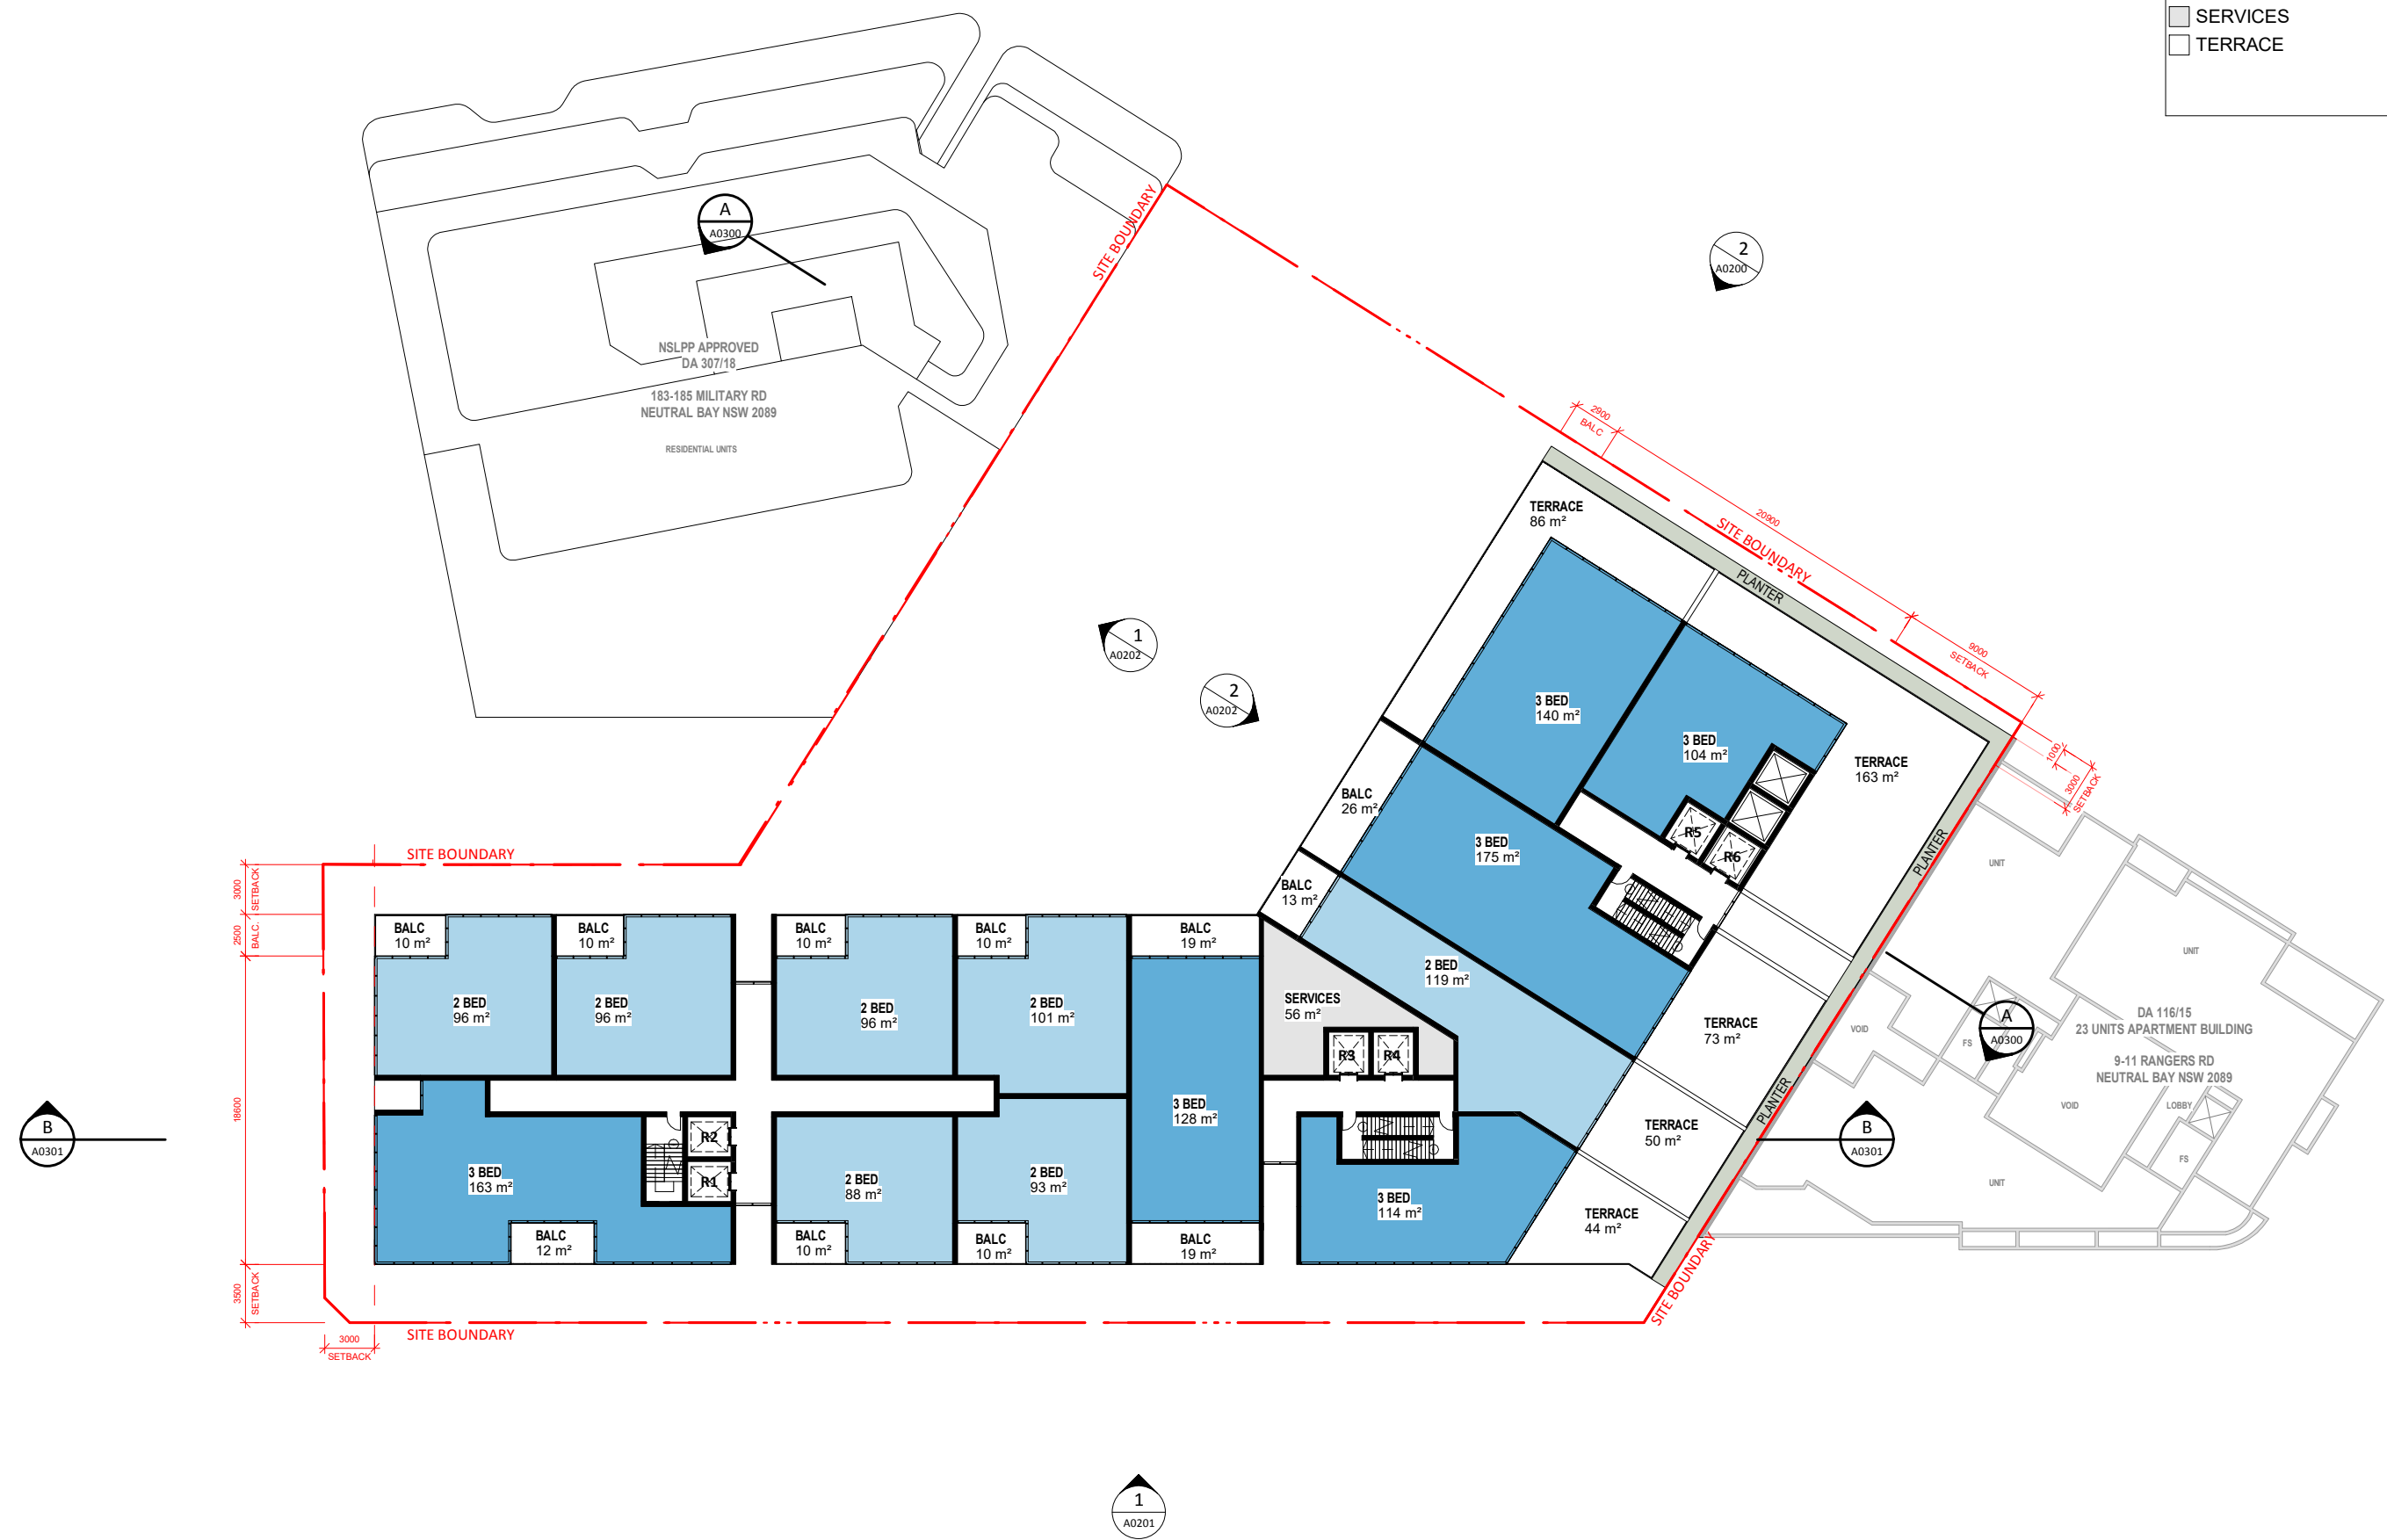 SERVICES
TERRACE
A
A0300
SITE BOUNDARY
2
A0200
NSLPP APPROVED
DA 307/18
183-185 MILITARY RD
NEUTRAL BAY NSW 2089
RESIDENTIAL UNITS
2900
BALC
20900
SITE BOUNDARY
PLANTER
9000
SETBACK
1000
3000
SETBACK
TERRACE
86 m²
1
A0202
2
A0202
3 BED
140 m²
3 BED
104 m²
TERRACE
163 m²
BALC
26 m²
R5
R6
3 BED
175 m²
PLANTER
UNIT
BALC
13 m²
SITE BOUNDARY
3000
SETBACK
2500
BALC.
18600
3500
SETBACK
BALC
10 m²
BALC
10 m²
BALC
10 m²
BALC
10 m²
BALC
19 m²
2 BED
96 m²
2 BED
96 m²
2 BED
96 m²
2 BED
101 m²
SERVICES
56 m²
2 BED
119 m²
TERRACE
73 m²
UNIT
VOID
FS
A
A0300
DA 116/15
23 UNITS APARTMENT BUILDING
9-11 RANGERS RD
NEUTRAL BAY NSW 2089
R3
R4
B
A0301
3 BED
163 m²
R2
R1
2 BED
88 m²
2 BED
93 m²
3 BED
128 m²
3 BED
114 m²
TERRACE
50 m²
PLANTER
B
A0301
VOID
LOBBY
FS
UNIT
TERRACE
44 m²
BALC
12 m²
BALC
10 m²
BALC
10 m²
BALC
19 m²
SITE BOUNDARY
3000
SETBACK
SITE BOUNDARY
1
A0201